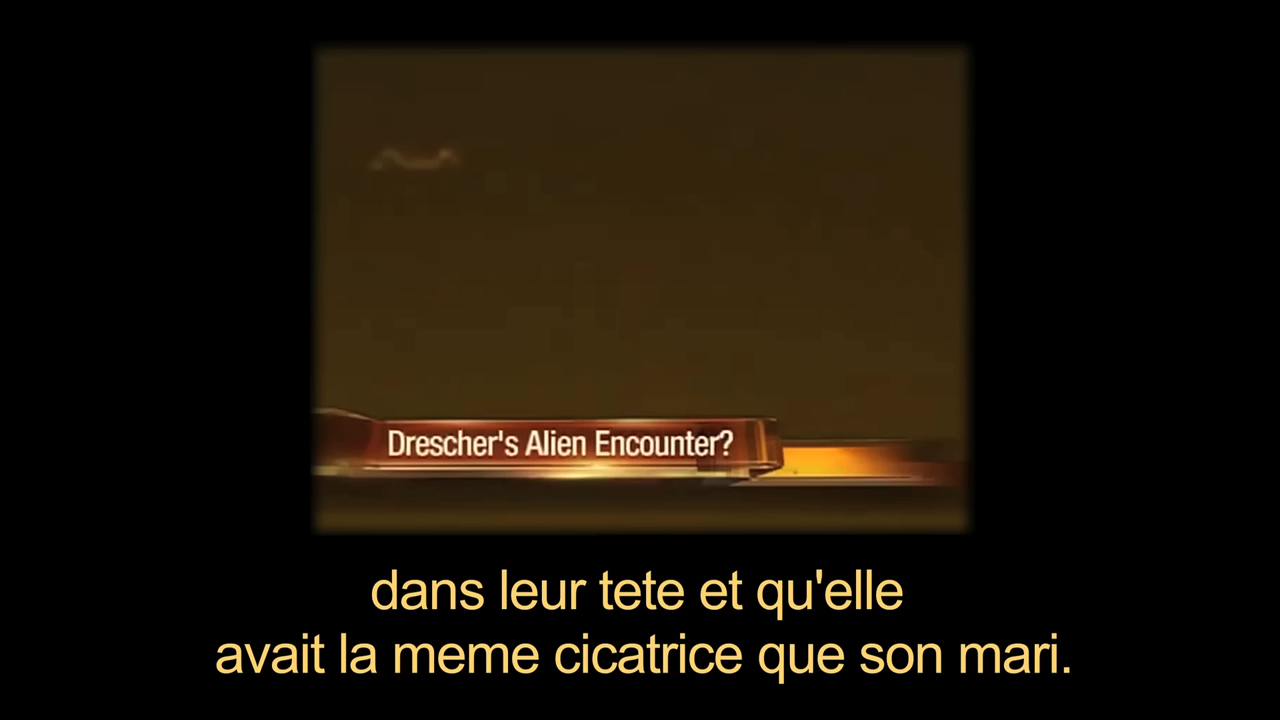 Drescher's Alien Encounter?
dans leur tete et qu'elle
avait la meme cicatrice que son mari.